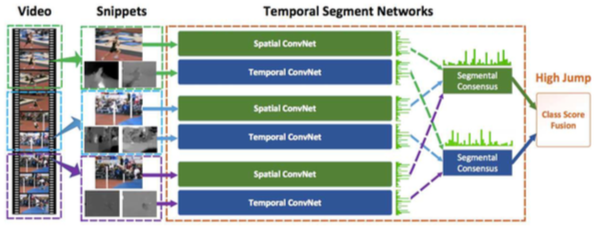 Video
Snippets
Temporal Segment Networks
Spatial ConvNet
Temporal ConvNet
Spatial ConvNet
Temporal ConvNet
Spatial ConvNet
Temporal ConvNet
Segmental
Consensus
Segmental
Consensus
High Jump
Class Score
Fusion